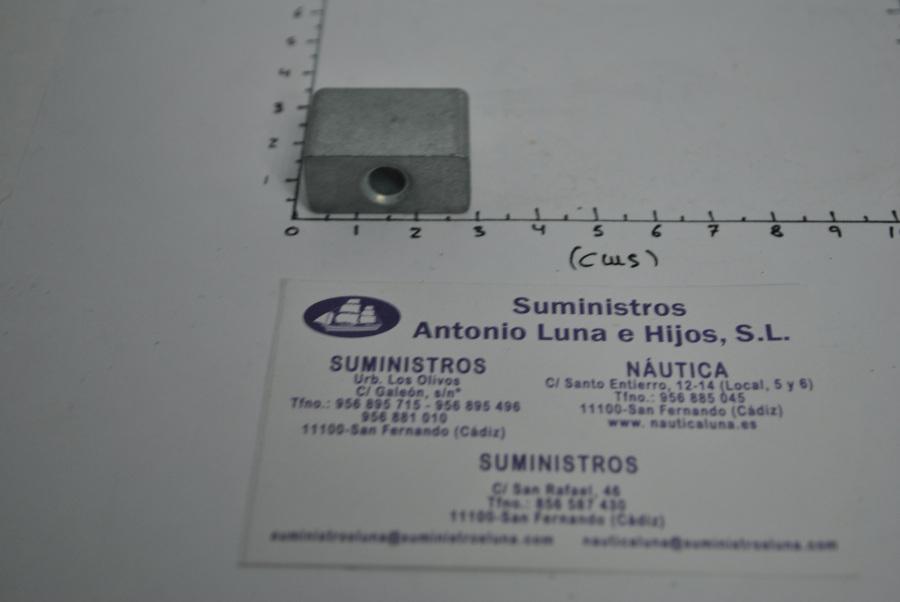 6
5
4
3
2
1
0 1 2 3 4 5 6 7 8 9 1
(cms)
Suministros
Antonio Luna e Hijos, S.L.
SUMINISTROS
Urb. Los Olivos
C/ Galeón, s/nº
Tfno.: 956 895 715 - 956 895 496
956 881 010
11100-San Fernando (Cádiz)
NÁUTICA
C/ Santo Entierro, 12-14 (Local, 5 y 6)
Tfno.: 956 885 045
11100-San Fernando (Cádiz)
www. nauticaluna.es
SUMINISTROS
C/ San Rafael, 46
Tfno.: 856 587 430
11100-San Fernando (Cádiz)
suministrosluna@suministrosluna.com nauticaluna@suministrosluna.com